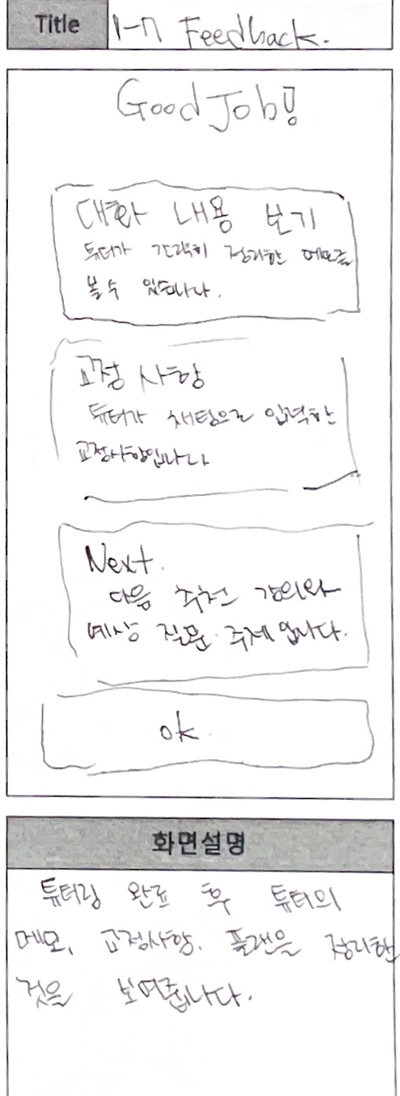 Title 1-7 Feedback.
Good Job!
대화 내용 보기
튜터가 간략히 정리한 메모를
볼 수 있습니다.
교정 사항
튜터가 채팅으로 입력한
교정사항입니다
Next.
다음 추천 강의와
예상 질문. 주제입니다.
ok.
화면설명
튜터링 완료 후 튜터의
메모, 교정사항. 플랜을 정리한
것을 보여줍니다.